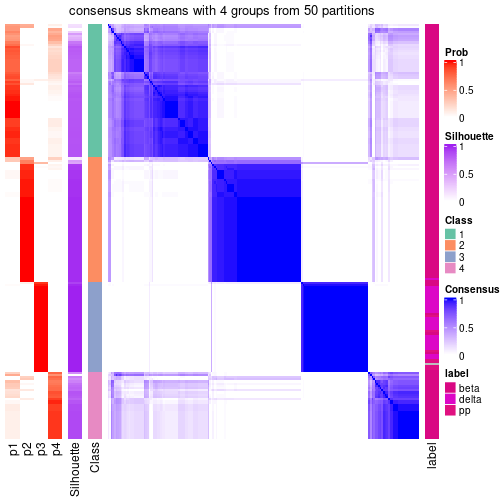 consensus skmeans with 4 groups from 50 partitions
Prob
1
0.5
0
Silhouette
1
0.5
0
Class
1
2
3
4
Consensus
1
0.5
0
label
beta
delta
pp
p1
p2
p3
p4
Silhouette
Class
label